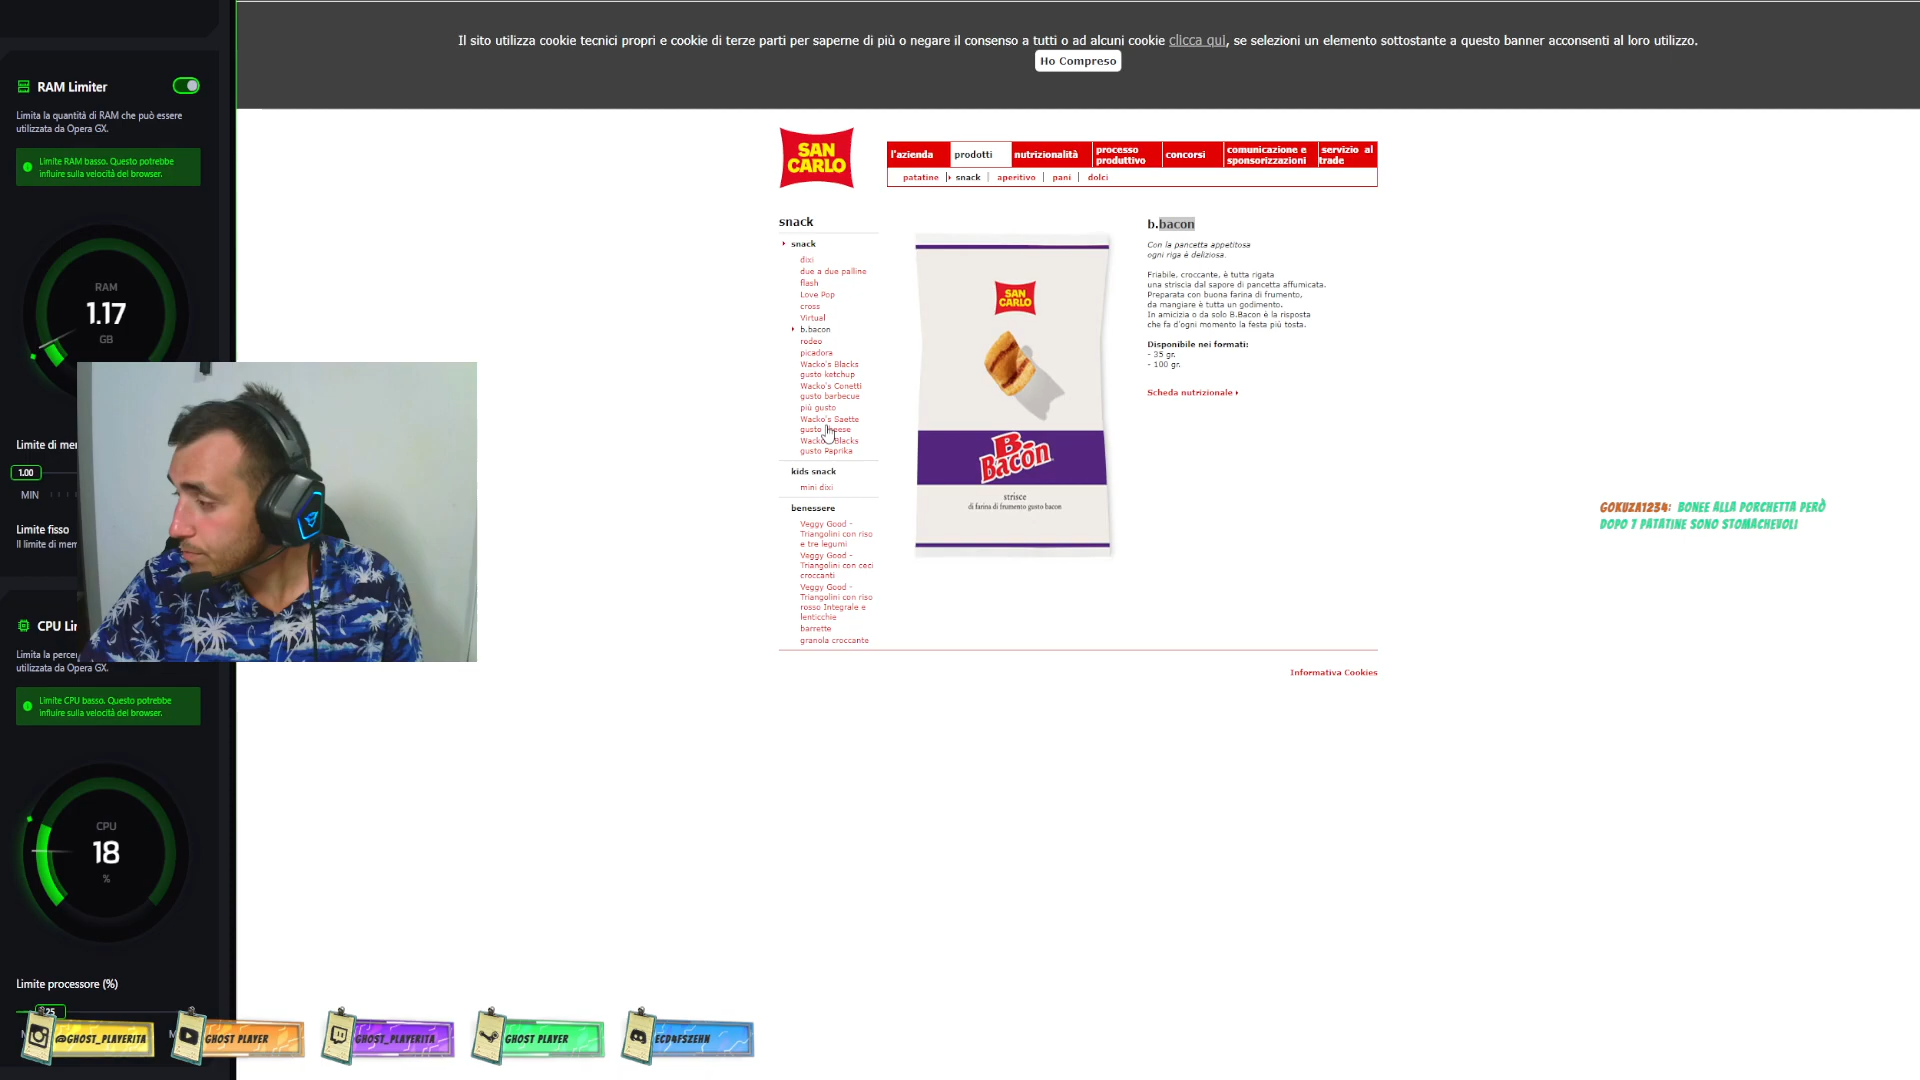 Il sito utilizza cookie tecnici propri e cookie di terze parti per saperne di più o negare il consenso a tutti o ad alcuni cookie clicca qui, se selezioni un elemento sottostante a questo banner acconsenti al loro utilizzo.
Ho Compreso
RAM Limiter
Limita la quantità di RAM che può essere
utilizzata da Opera GX.
Limite RAM basso. Questo potrebbe
influire sulla velocità del browser.
RAM
1.17
GB
Limite di mem
1.00
MIN
Limite fisso
Il limite di mem
CPU Lir
Limita la percen
utilizzata da Opera GX.
Limite CPU basso. Questo potrebbe
influire sulla velocità del browser.
CPU
18
%
Limite processore (%)
25
SAN
CARLO
l'azienda
prodotti
nutrizionalità
processo
produttivo
concorsi
comunicazione e
sponsorizzazioni
servizio al
trade
patatine
snack
aperitivo
pani
dolci
snack
snack
dixi
due a due palline
flash
Love Pop
cross
Virtual
b.bacon
rodeo
picadora
Wacko's Blacks
gusto ketchup
Wacko's Conetti
gusto barbecue
più gusto
Wacko's Saette
gusto cheese
Wacko's Blacks
gusto Paprika
kids snack
mini dixi
benessere
Veggy Good -
Triangolini con riso
e tre legumi
Veggy Good -
Triangolini con ceci
croccanti
Veggy Good -
Triangolini con riso
rosso Integrale e
lenticchie
barrette
granola croccante
SAN
CARLO
B
Bacon
strisce
di farina di frumento gusto bacon
b.bacon
Con la pancetta appetitosa
ogni riga è deliziosa.
Friabile, croccante, è tutta rigata
una striscia dal sapore di pancetta affumicata.
Preparata con buona farina di frumento,
da mangiare è tutta un godimento.
In amicizia o da solo B.Bacon è la risposta
che fa d'ogni momento la festa più tosta.
Disponibile nei formati:
- 35 gr.
- 100 gr.
Scheda nutrizionale
Informativa Cookies
GOKUZA1234: BONEE ALLA PORCHETTA PERÒ
DOPO 7 PATATINE SONO STOMACHEVOLI
@GHOST_PLAYERITA
GHOST PLAYER
GHOST_PLAYERITA
GHOST PLAYER
ECD4FSZEHN